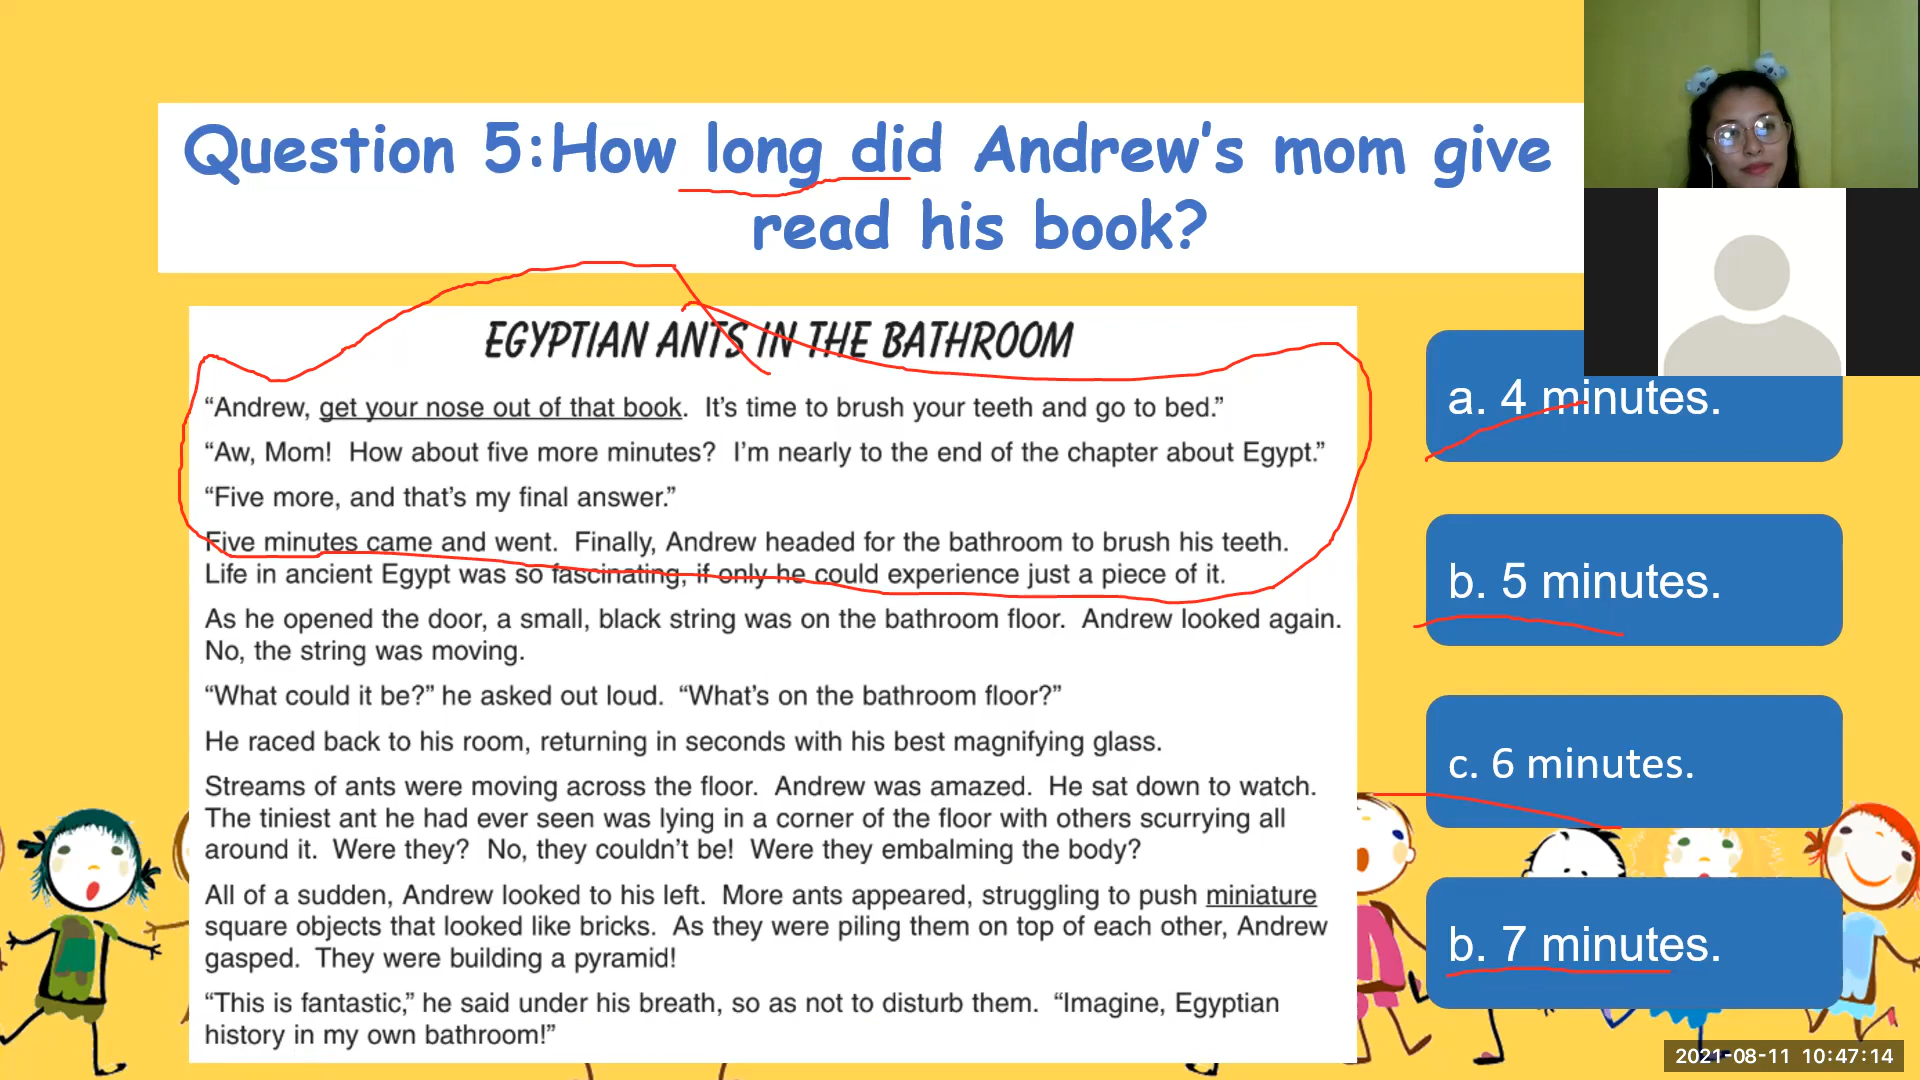 Question 5:How long did Andrew's mom give
read his book?
EGYPTIAN ANTS IN THE BATHROOM
“Andrew, get your nose out of that book.  It's time to brush your teeth and go to bed.”
“Aw, Mom!  How about five more minutes?  I'm nearly to the end of the chapter about Egypt.”
“Five more, and that's my final answer.”
Five minutes came and went.  Finally, Andrew headed for the bathroom to brush his teeth.
Life in ancient Egypt was so fascinating, if only he could experience just a piece of it.
As he opened the door, a small, black string was on the bathroom floor.  Andrew looked again.
No, the string was moving.
“What could it be?” he asked out loud.  “What's on the bathroom floor?”
He raced back to his room, returning in seconds with his best magnifying glass.
Streams of ants were moving across the floor.  Andrew was amazed.  He sat down to watch.
The tiniest ant he had ever seen was lying in a corner of the floor with others scurrying all
around it.  Were they?  No, they couldn't be!  Were they embalming the body?
All of a sudden, Andrew looked to his left.  More ants appeared, struggling to push miniature
square objects that looked like bricks.  As they were piling them on top of each other, Andrew
gasped.  They were building a pyramid!
“This is fantastic,” he said under his breath, so as not to disturb them.  “Imagine, Egyptian
history in my own bathroom!”
a. 4 minutes.
b. 5 minutes.
c. 6 minutes.
b. 7 minutes.
2021-08-11 10:47:14